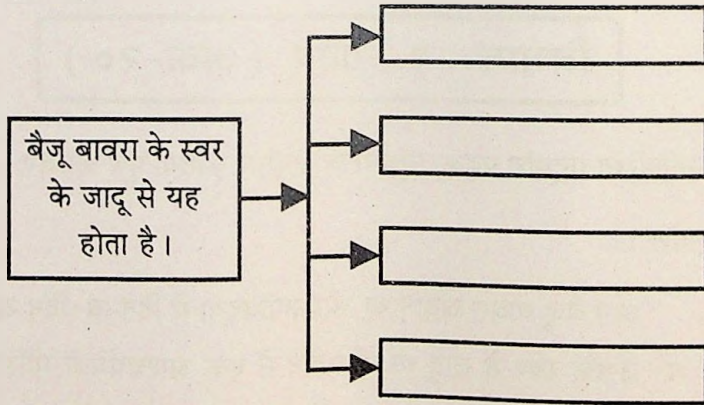 बैजू बावरा के स्वर
के जादू से यह
होता है।